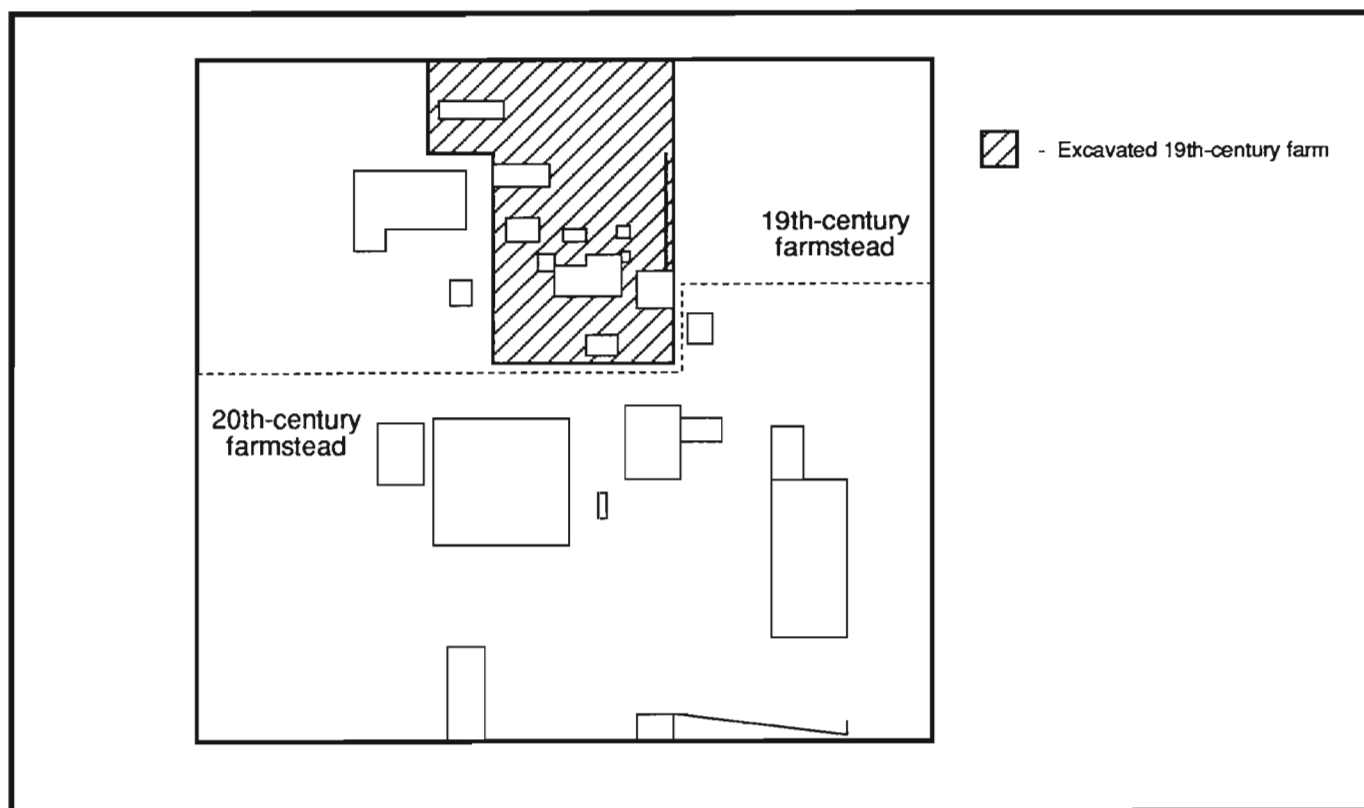 - Excavated 19th-century farm
19th-century
farmstead
20th-century
farmstead